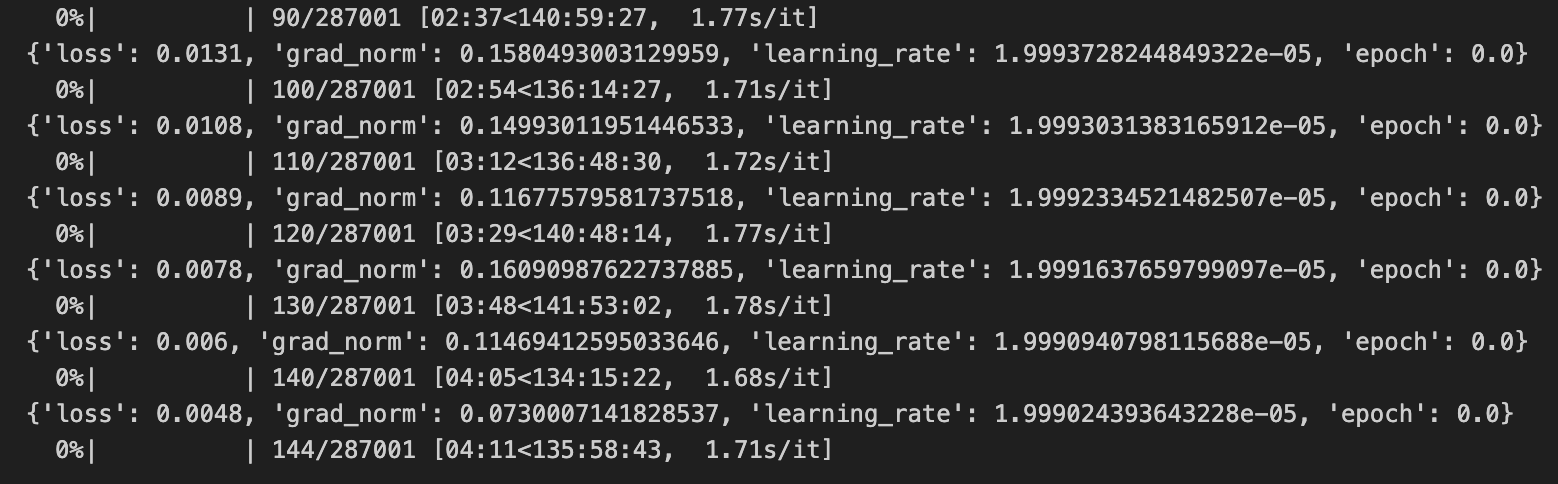 0%|          | 90/287001 [02:37<140:59:27,  1.77s/it]
{'loss': 0.0131, 'grad_norm': 0.1580493003129959, 'learning_rate': 1.9993728244849322e-05, 'epoch': 0.0}
0%|          | 100/287001 [02:54<136:14:27,  1.71s/it]
{'loss': 0.0108, 'grad_norm': 0.14993011951446533, 'learning_rate': 1.9993031383165912e-05, 'epoch': 0.0}
0%|          | 110/287001 [03:12<136:48:30,  1.72s/it]
{'loss': 0.0089, 'grad_norm': 0.11677579581737518, 'learning_rate': 1.9992334521482507e-05, 'epoch': 0.0}
0%|          | 120/287001 [03:29<140:48:14,  1.77s/it]
{'loss': 0.0078, 'grad_norm': 0.16090987622737885, 'learning_rate': 1.9991637659799097e-05, 'epoch': 0.0}
0%|          | 130/287001 [03:48<141:53:02,  1.78s/it]
{'loss': 0.006, 'grad_norm': 0.11469412595033646, 'learning_rate': 1.9990940798115688e-05, 'epoch': 0.0}
0%|          | 140/287001 [04:05<134:15:22,  1.68s/it]
{'loss': 0.0048, 'grad_norm': 0.0730007141828537, 'learning_rate': 1.999024393643228e-05, 'epoch': 0.0}
0%|          | 144/287001 [04:11<135:58:43,  1.71s/it]